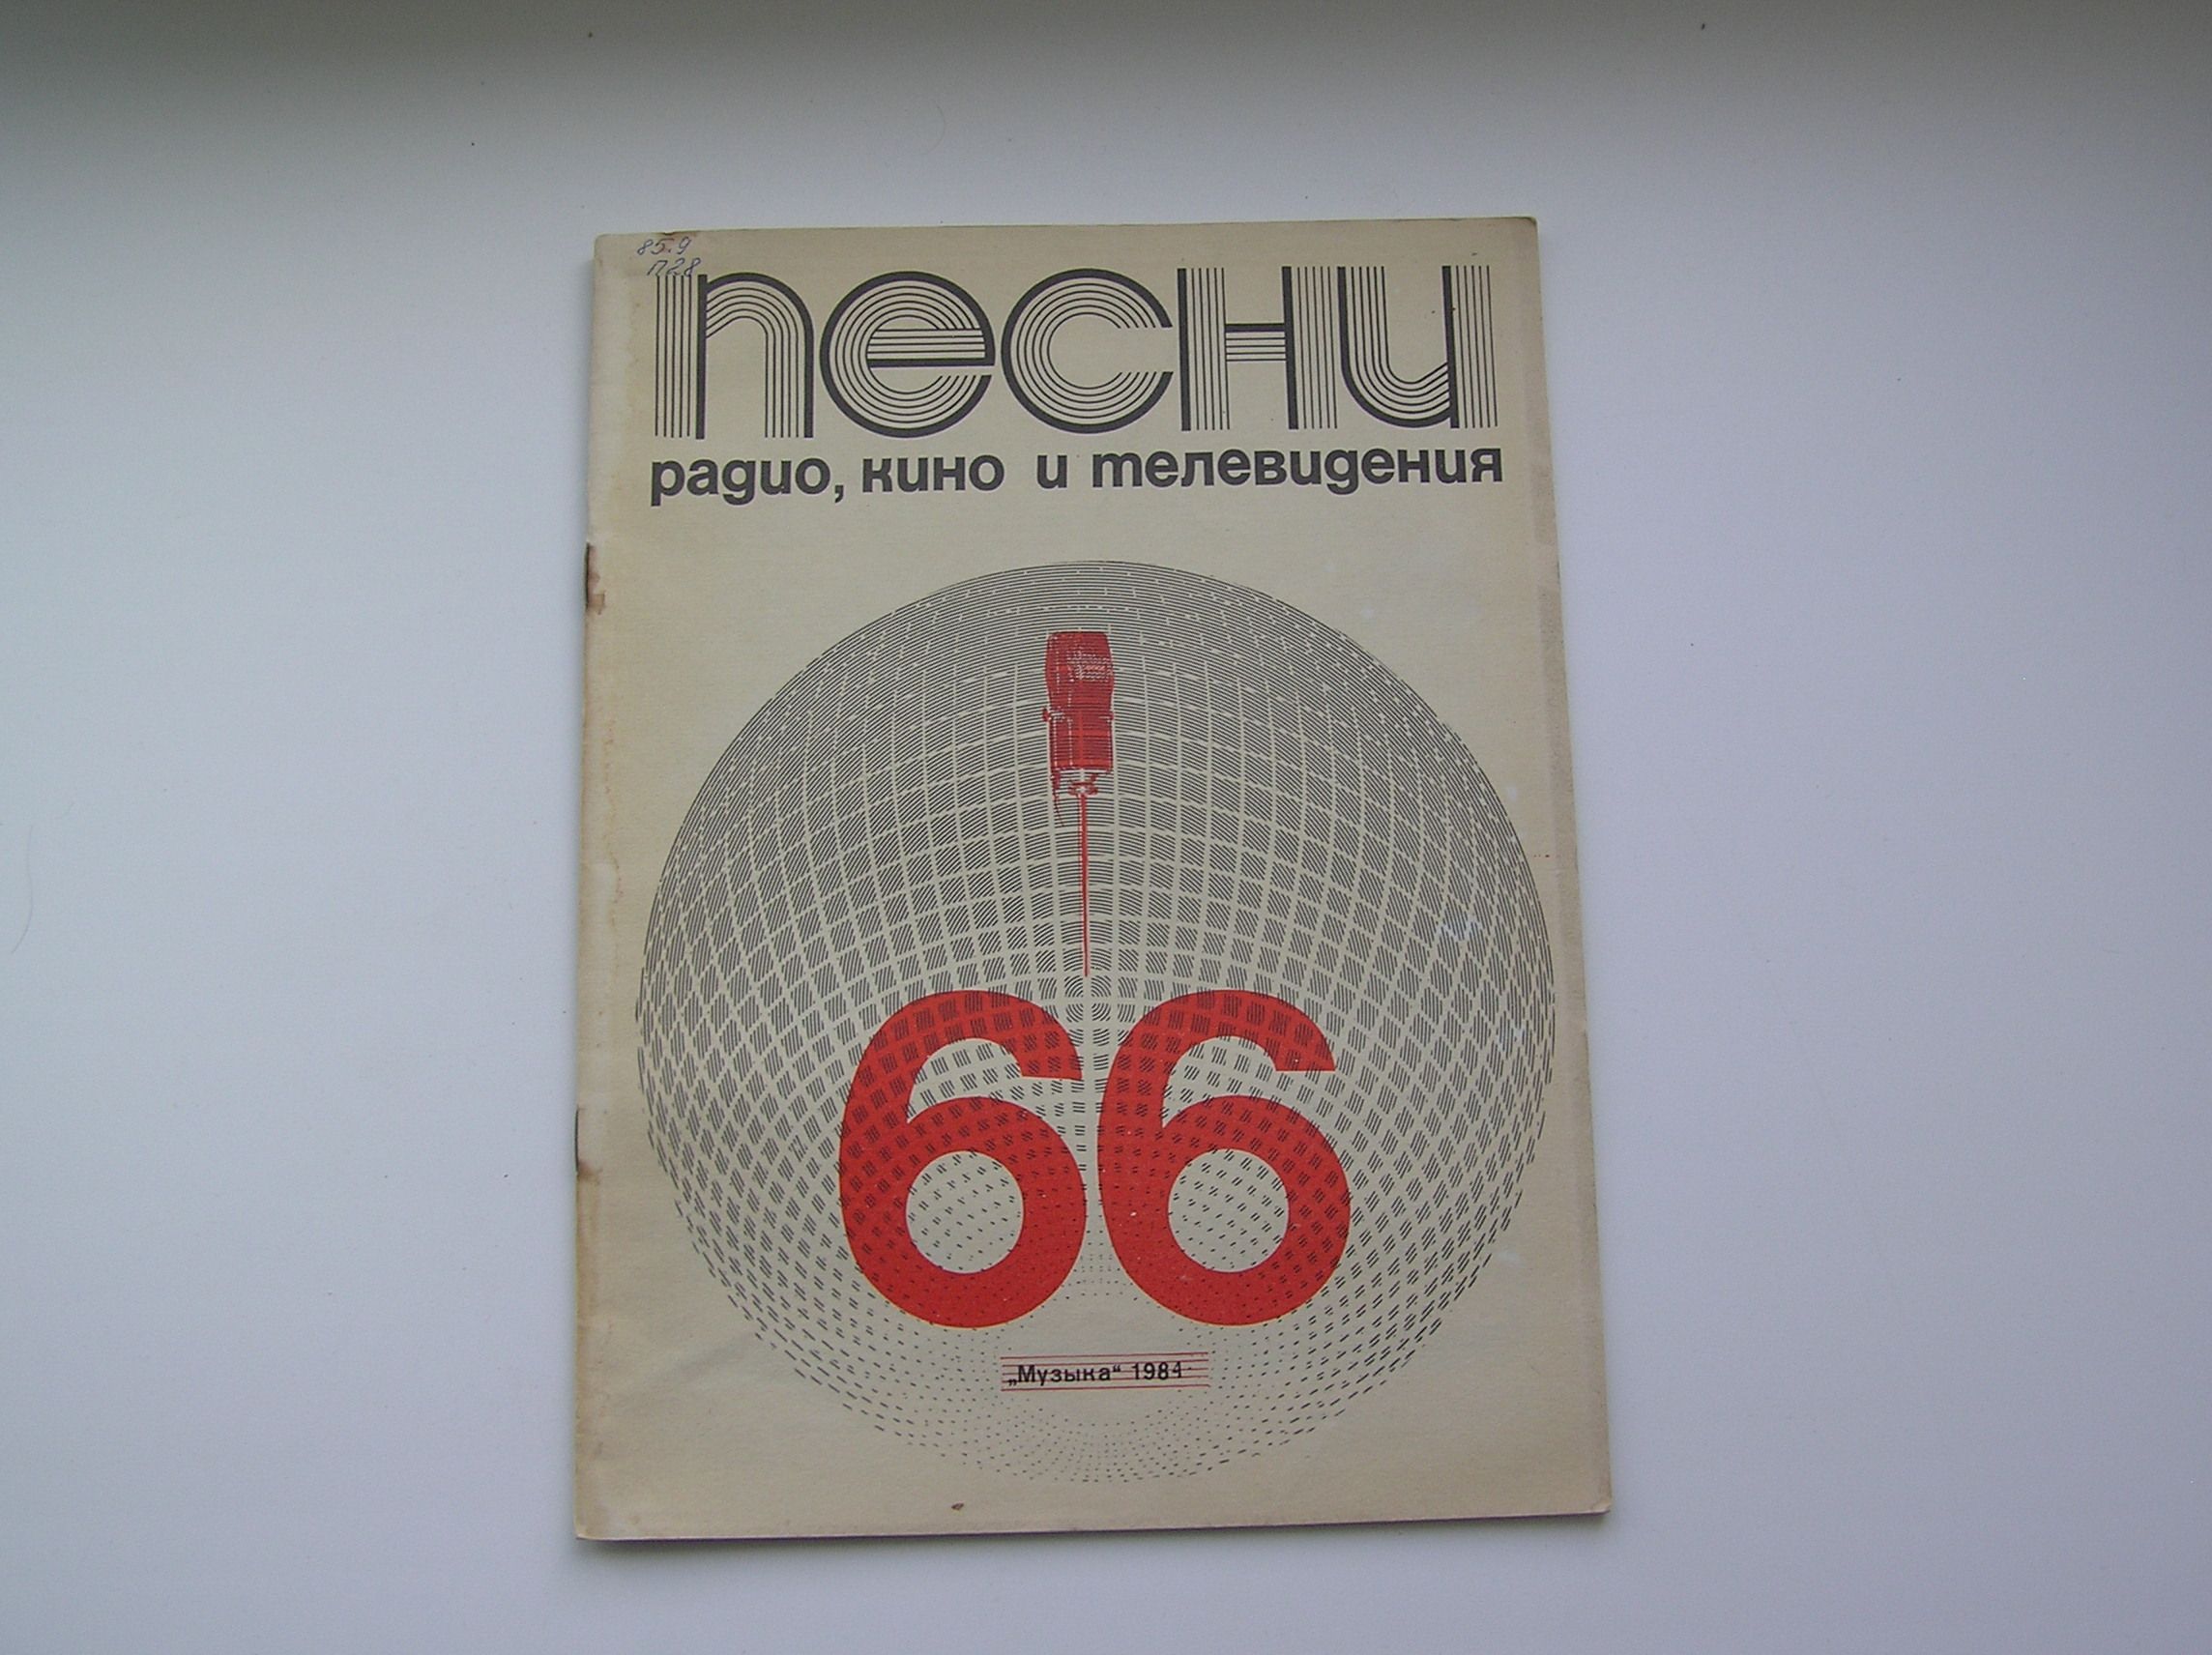 85.9
П28
песни
радио, кино и телевидения
66
„Музыка“ 1984